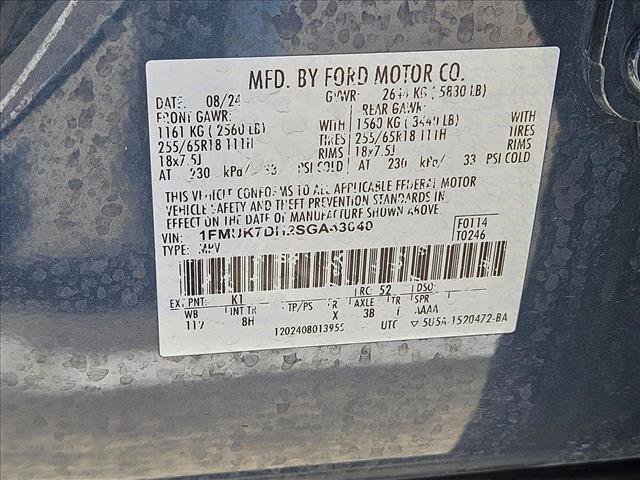 MFD. BY FORD MOTOR CO.
DATE: 08/24 GVWR: KG ( 5830 LB)
FRONT GAWR: REAR GAWR:
1161 KG ( 2560 LB) WITH 1560 KG ( 3440 LB) WITH
255/65R18 111H TIRES 255/65R18 111H TIRES
18x7.5J RIMS 18x7.5J RIMS
AT 230 kPa/ 33 PSI COLD AT 230 kPa/ 33 PSI COLD
THIS VEHICLE CONFORMS TO ALL APPLICABLE FEDERAL MOTOR
VEHICLE SAFETY AND THEFT PREVENTION STANDARDS IN
EFFECT ON THE DATE OF MANUFACTURE SHOWN ABOVE.
VIN: F0114
TYPE: MPV T0246
EXT PNT: K1 RC: 52 DSO:
WB INT TR TP/PS R AXLE TR SPR
8H X 3B AAAA
1202408013955 UTC ▽ 5U5A-1520472-BA